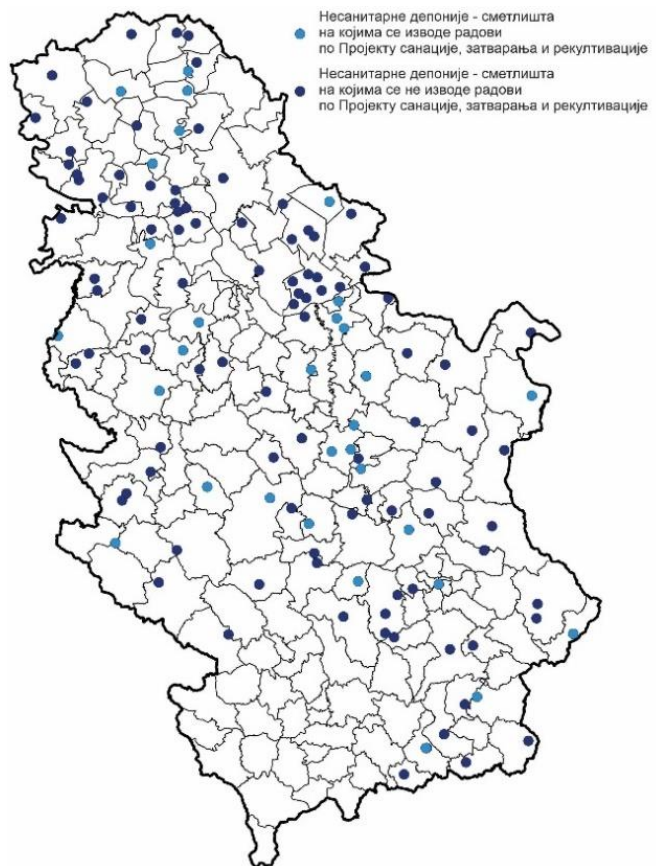 Несанитарне депоније - сметлишта
на којима се изводе радови
по Пројекту санације, затварања и рекултивације
Несанитарне депоније - сметлишта
на којима се не изводе радови
по Пројекту санације, затварања и рекултивације